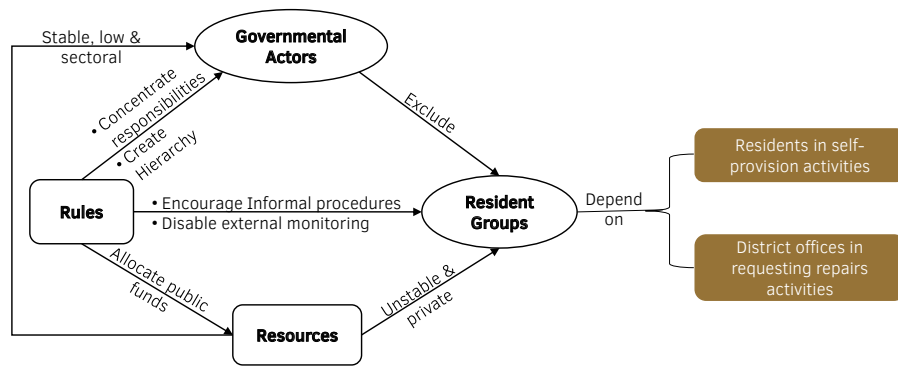 Stable, low &
sectoral
Governmental
Actors
• Concentrate
responsibilities
• Create
Hierarchy
Exclude
Rules
• Encourage Informal procedures
• Disable external monitoring
Resident
Groups
Depend
on
Residents in self-
provision activities
District offices in
requesting repairs
activities
Allocate public
funds
Resources
Unstable &
private